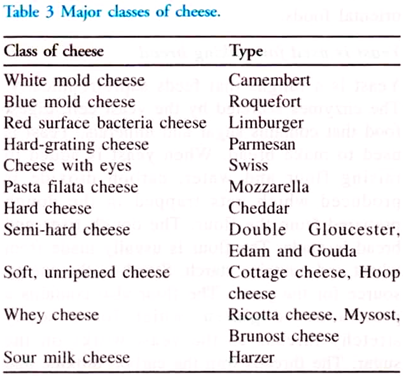 Table 3 Major classes of cheese.
Class of cheese Type
White mold cheese Camembert
Blue mold cheese Roquefort
Red surface bacteria cheese Limburger
Hard-grating cheese Parmesan
Cheese with eyes Swiss
Pasta filata cheese Mozzarella
Hard cheese Cheddar
Semi-hard cheese Double Gloucester,
Edam and Gouda
Soft, unripened cheese Cottage cheese, Hoop
cheese
Whey cheese Ricotta cheese, Mysost,
Brunost cheese
Sour milk cheese Harzer